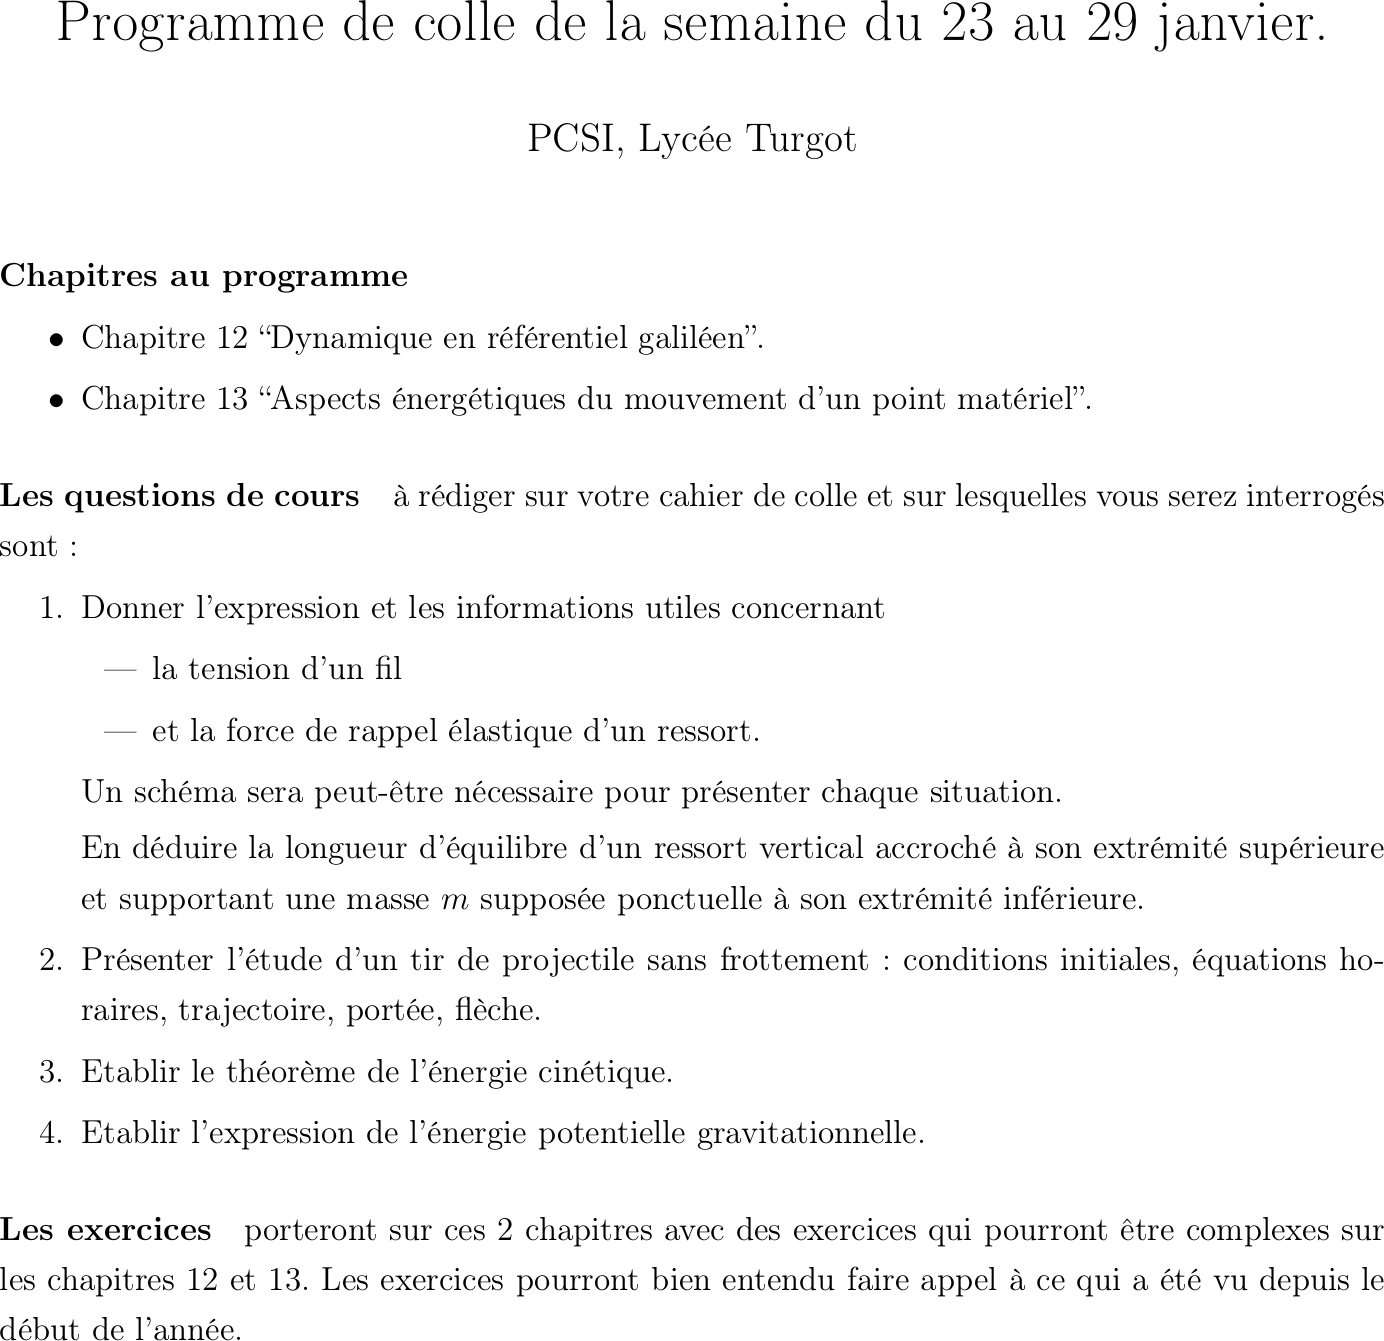 Programme de colle de la semaine du 23 au 29 janvier.
PCSI, Lycée Turgot
Chapitres au programme
• Chapitre 12 “Dynamique en référentiel galiléen”.
• Chapitre 13 “Aspects énergétiques du mouvement d’un point matériel”.
Les questions de cours à rédiger sur votre cahier de colle et sur lesquelles vous serez interrogés
sont :
1. Donner l’expression et les informations utiles concernant
— la tension d’un fil
— et la force de rappel élastique d’un ressort.
Un schéma sera peut-être nécessaire pour présenter chaque situation.
En déduire la longueur d’équilibre d’un ressort vertical accroché à son extrémité supérieure
et supportant une masse m supposée ponctuelle à son extrémité inférieure.
2. Présenter l’étude d’un tir de projectile sans frottement : conditions initiales, équations ho-
raires, trajectoire, portée, flèche.
3. Etablir le théorème de l’énergie cinétique.
4. Etablir l’expression de l’énergie potentielle gravitationnelle.
Les exercices porteront sur ces 2 chapitres avec des exercices qui pourront être complexes sur
les chapitres 12 et 13. Les exercices pourront bien entendu faire appel à ce qui a été vu depuis le
début de l’année.